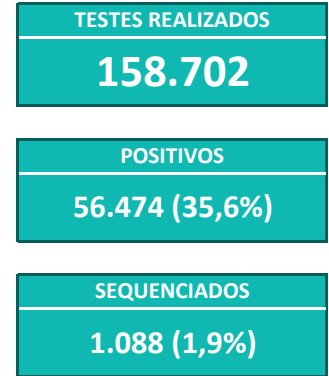 TESTES REALIZADOS
158.702
POSITIVOS
56.474 (35,6%)
SEQUENCIADOS
1.088 (1,9%)